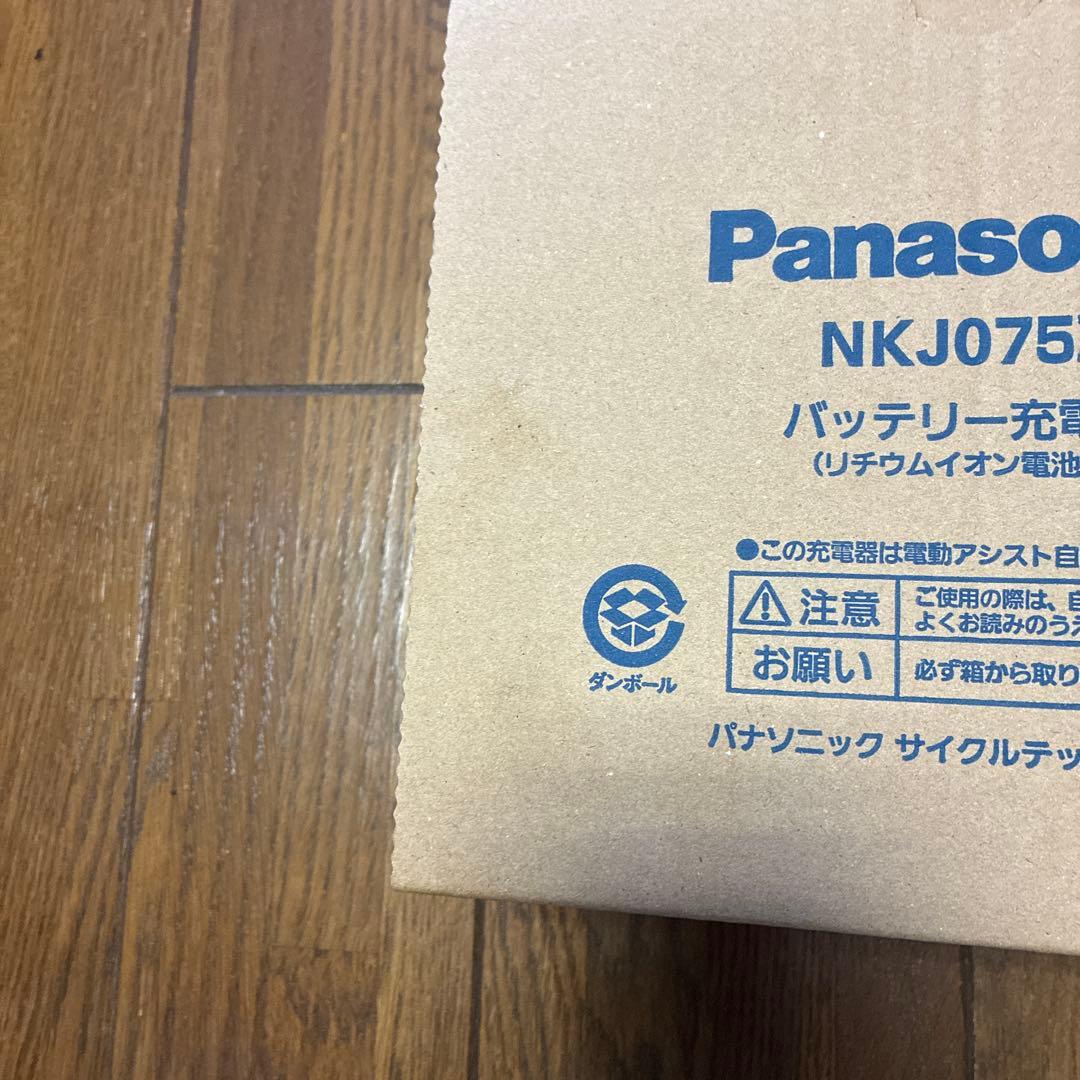 Panaso
NKJ075
バッテリー充電
(リチウムイオン電池
●この充電器は電動アシスト自
注意
ご使用の際は、自
よくお読みのうえ
お願い
必ず箱から取り
ダンボール
パナソニック サイクルテッ